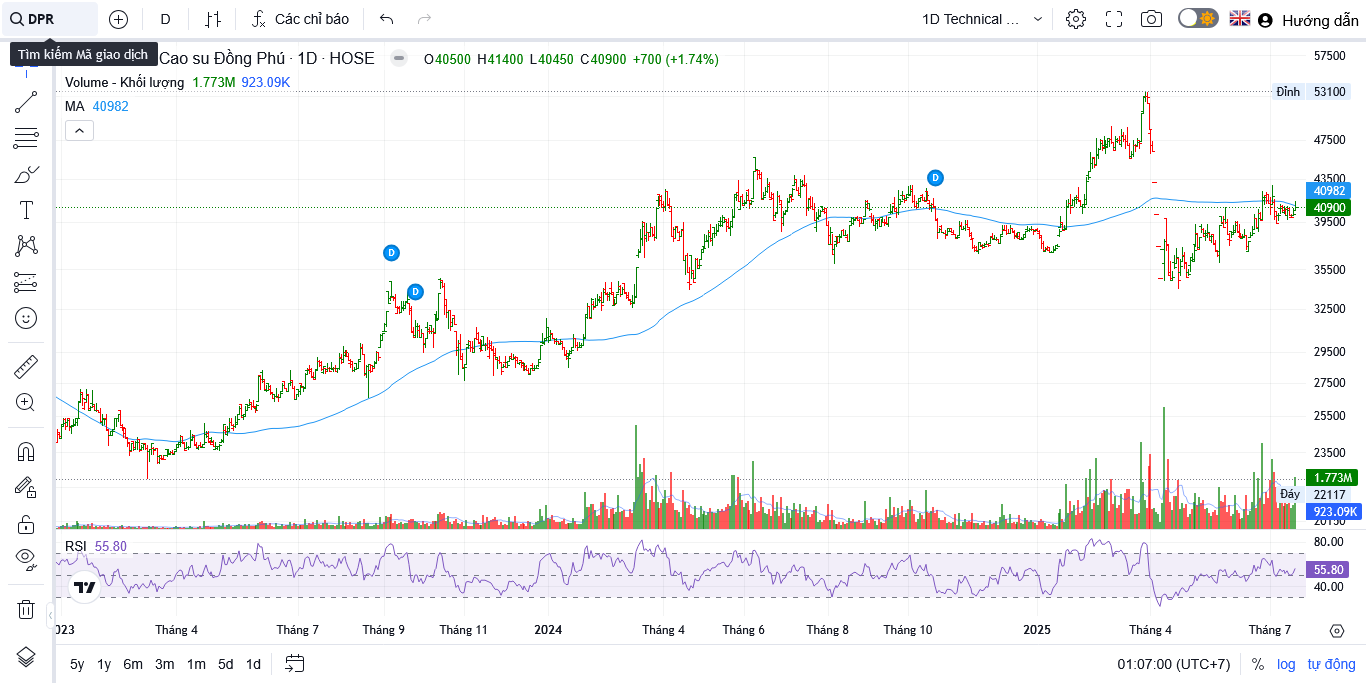 DPR
D
Các chỉ báo
1D Technical ...
Hướng dẫn
Tìm kiếm Mã giao dịch
Cao su Đồng Phú · 1D · HOSE
O40500 H41400 L40450 C40900 +700 (+1.74%)
Volume - Khối lượng 1.773M 923.09K
MA 40982
57500
Đỉnh 53100
47500
43500
40982
40900
39500
35500
32500
29500
27500
25500
23500
1.773M
Đáy 22117
923.09K
20150
D
D
D
RSI 55.80
80.00
55.80
40.00
023
Tháng 4
Tháng 7
Tháng 9
Tháng 11
2024
Tháng 4
Tháng 6
Tháng 8
Tháng 10
2025
Tháng 4
Tháng 7
5y 1y 6m 3m 1m 5d 1d
01:07:00 (UTC+7)
% log tự động